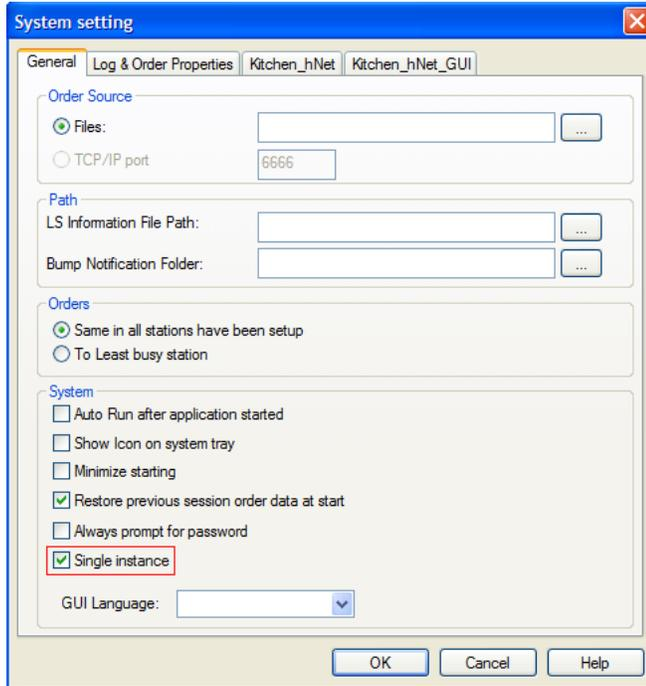 System setting
General Log & Order Properties Kitchen_hNet Kitchen_hNet_GUI
Order Source
Files: ...
TCP/IP port 6666
Path
LS Information File Path: ...
Bump Notification Folder: ...
Orders
Same in all stations have been setup
To Least busy station
System
Auto Run after application started
Show Icon on system tray
Minimize starting
Restore previous session order data at start
Always prompt for password
Single instance
GUI Language:
OK Cancel Help